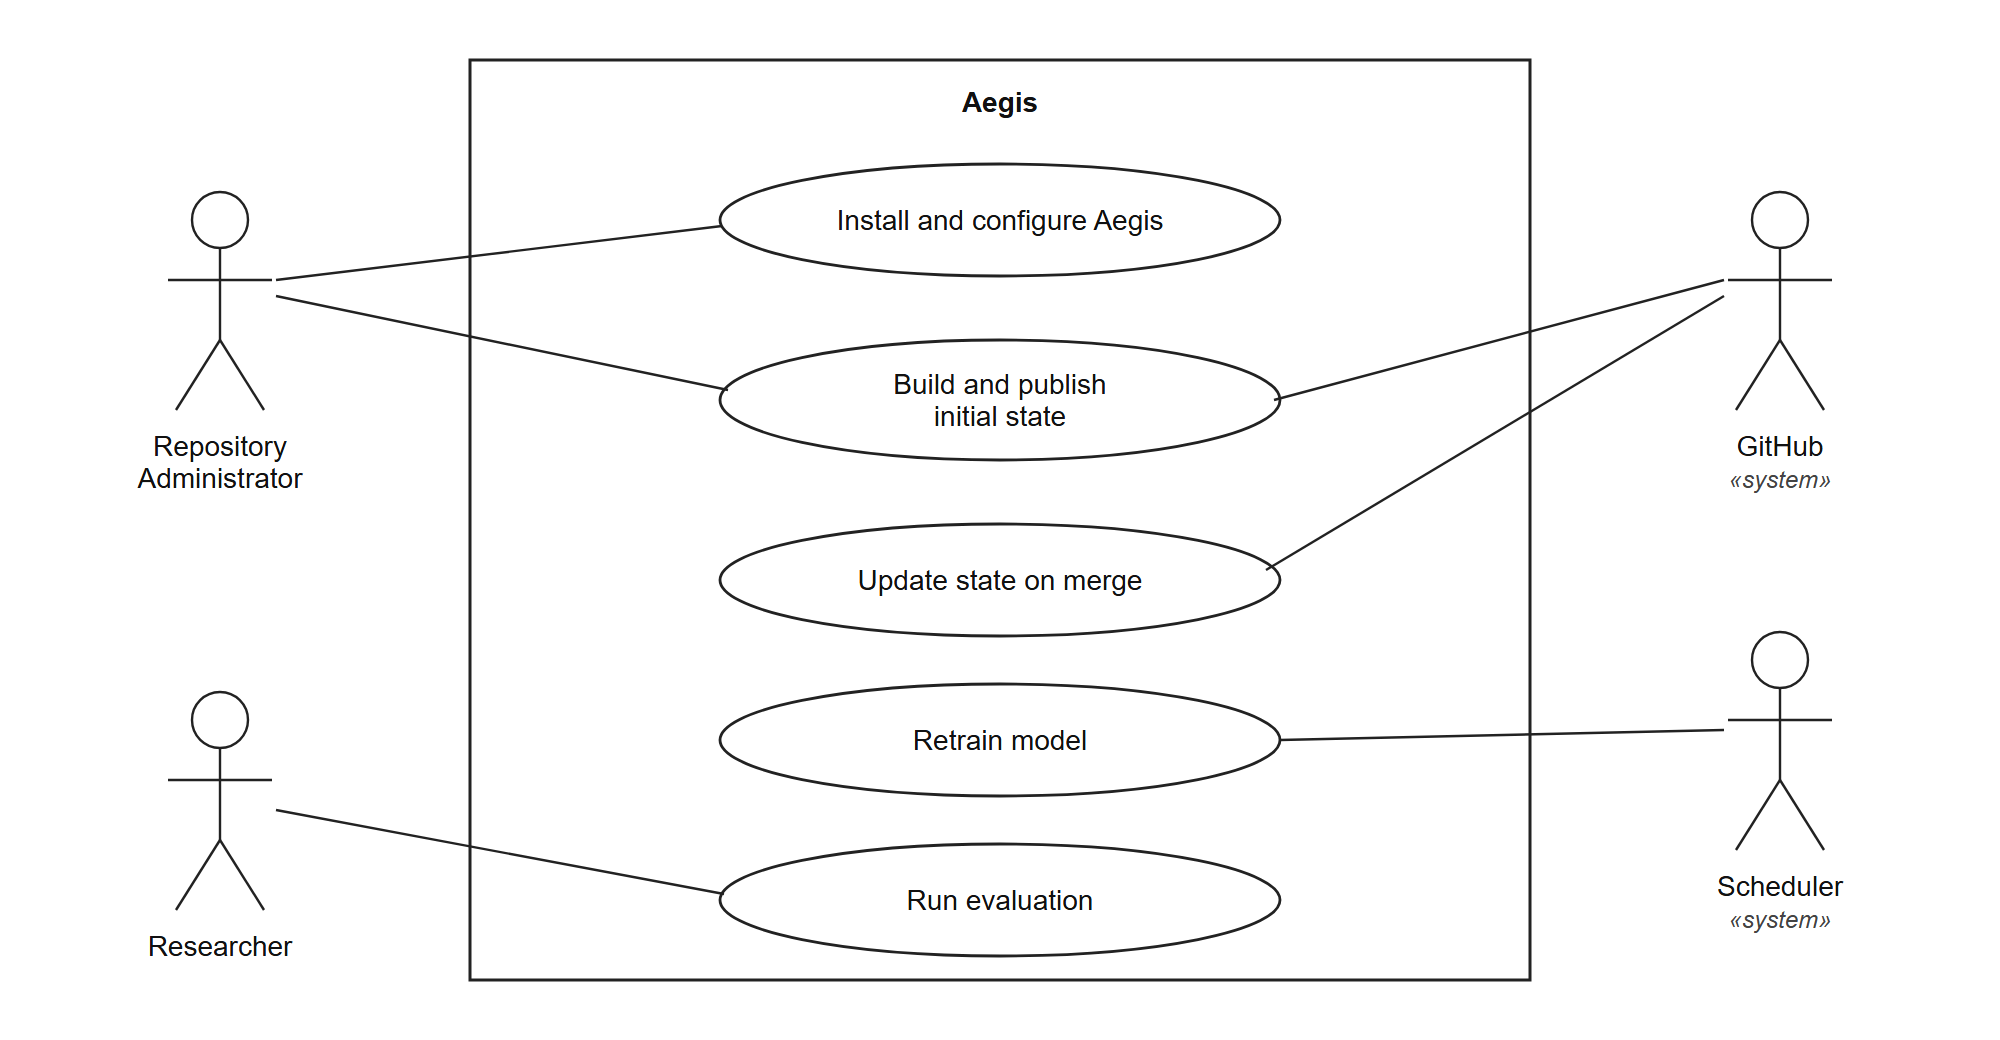 Aegis
Install and configure Aegis
Build and publish
initial state
Update state on merge
Retrain model
Run evaluation
Repository
Administrator
Researcher
GitHub
«system»
Scheduler
«system»